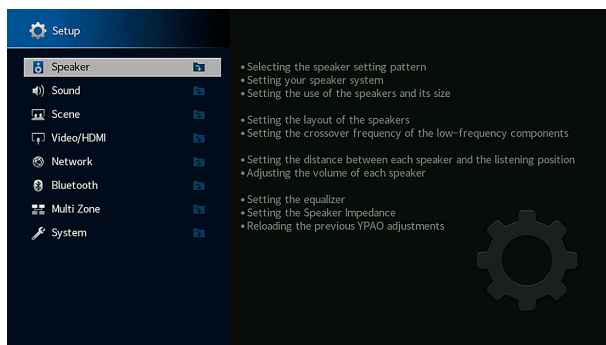 Setup
Speaker
Sound
Scene
Video/HDMI
Network
Bluetooth
Multi Zone
System
•Selecting the speaker setting pattern
•Setting your speaker system
•Setting the use of the speakers and its size
•Setting the layout of the speakers
•Setting the crossover frequency of the low-frequency components
•Setting the distance between each speaker and the listening position
•Adjusting the volume of each speaker
•Setting the equalizer
•Setting the Speaker Impedance
•Reloading the previous YPAO adjustments